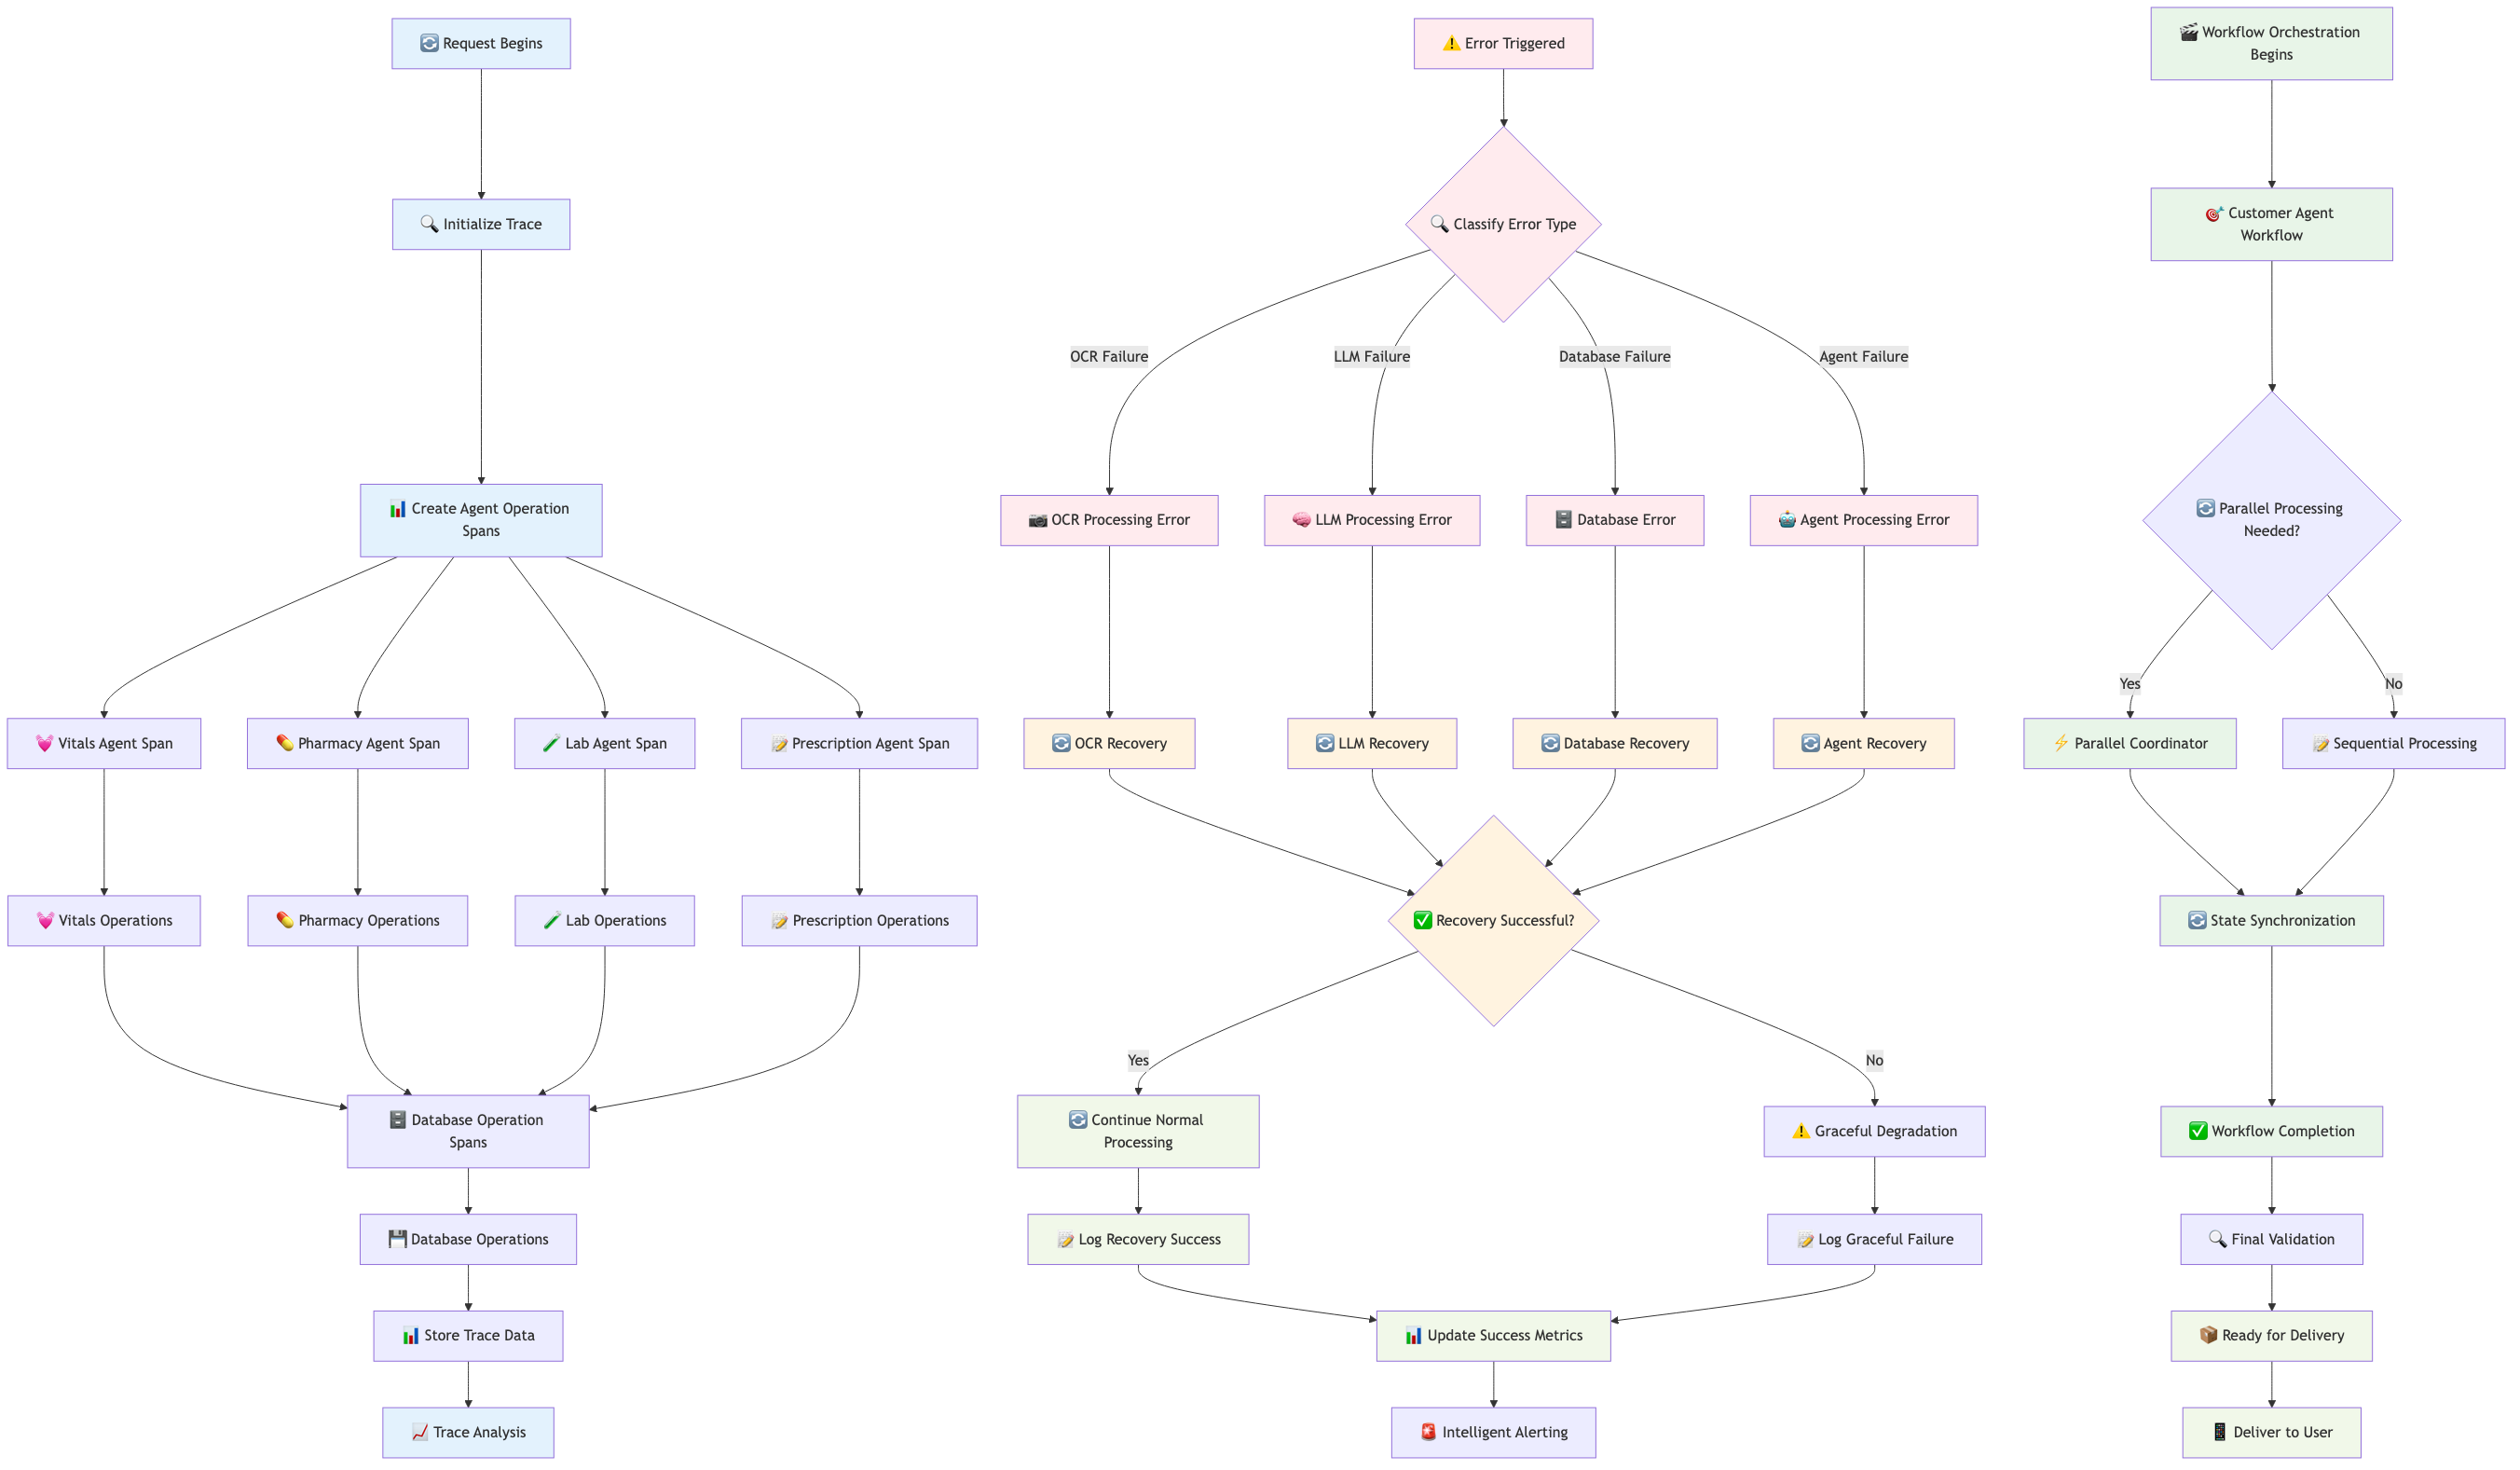 🔄 Request Begins
🔍 Initialize Trace
📊 Create Agent Operation
Spans
💓 Vitals Agent Span
💊 Pharmacy Agent Span
🧪 Lab Agent Span
📝 Prescription Agent Span
💓 Vitals Operations
💊 Pharmacy Operations
🧪 Lab Operations
📝 Prescription Operations
🗄️ Database Operation
Spans
💾 Database Operations
📊 Store Trace Data
📈 Trace Analysis
⚠️ Error Triggered
🔍 Classify Error Type
OCR Failure
LLM Failure
Database Failure
Agent Failure
📷 OCR Processing Error
🧠 LLM Processing Error
🗄️ Database Error
🤖 Agent Processing Error
🔄 OCR Recovery
🔄 LLM Recovery
🔄 Database Recovery
🔄 Agent Recovery
✅ Recovery Successful?
Yes
No
🔄 Continue Normal
Processing
⚠️ Graceful Degradation
📝 Log Recovery Success
📝 Log Graceful Failure
📊 Update Success Metrics
🚨 Intelligent Alerting
🎬 Workflow Orchestration
Begins
🎯 Customer Agent
Workflow
🔄 Parallel Processing
Needed?
Yes
No
⚡ Parallel Coordinator
📝 Sequential Processing
🔄 State Synchronization
✅ Workflow Completion
🔍 Final Validation
📦 Ready for Delivery
📱 Deliver to User